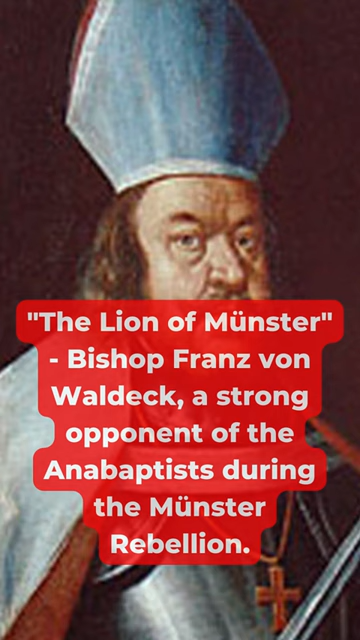 "The Lion of Münster"
- Bishop Franz von
Waldeck, a strong
opponent of the
Anabaptists during
the Münster
Rebellion.